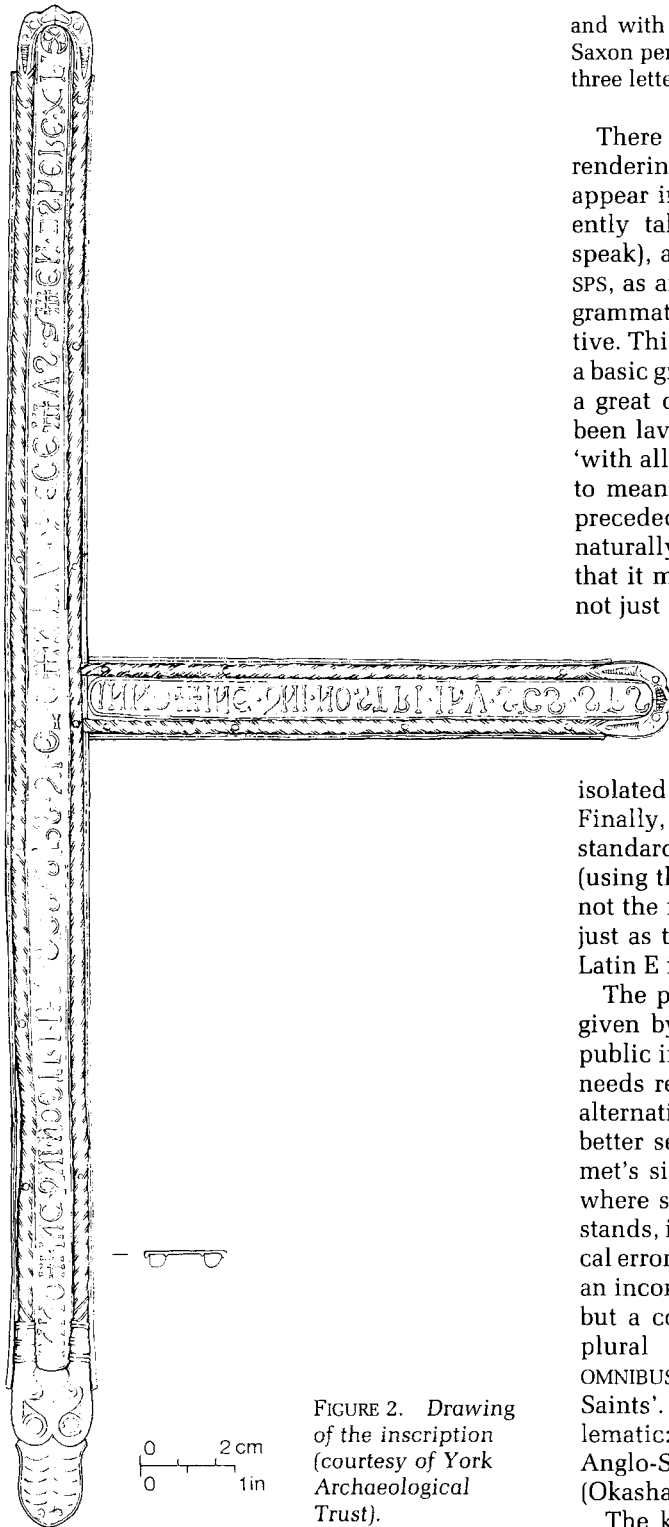 and with
Saxon per
three lette
There
renderin
appear in
ently tal
speak), a
SPS, as a
grammat
tive. Thi
a basic gr
a great c
been lav
'with all
to mean
preceded
naturally
that it m
not just
NOSTRI
isolated
Finally,
standard
(using th
not the
just as t
Latin E
The p
given by
public i
needs re
alternati
better se
met's si
where s
stands, i
cal error
an incor
but a co
plural
OMNIBUS
Saints'.
lematic:
Anglo-S
(Okasha
The k
FIGURE 2. Drawing
of the inscription
(courtesy of York
Archaeological
Trust).
0 2 cm
0 1 in